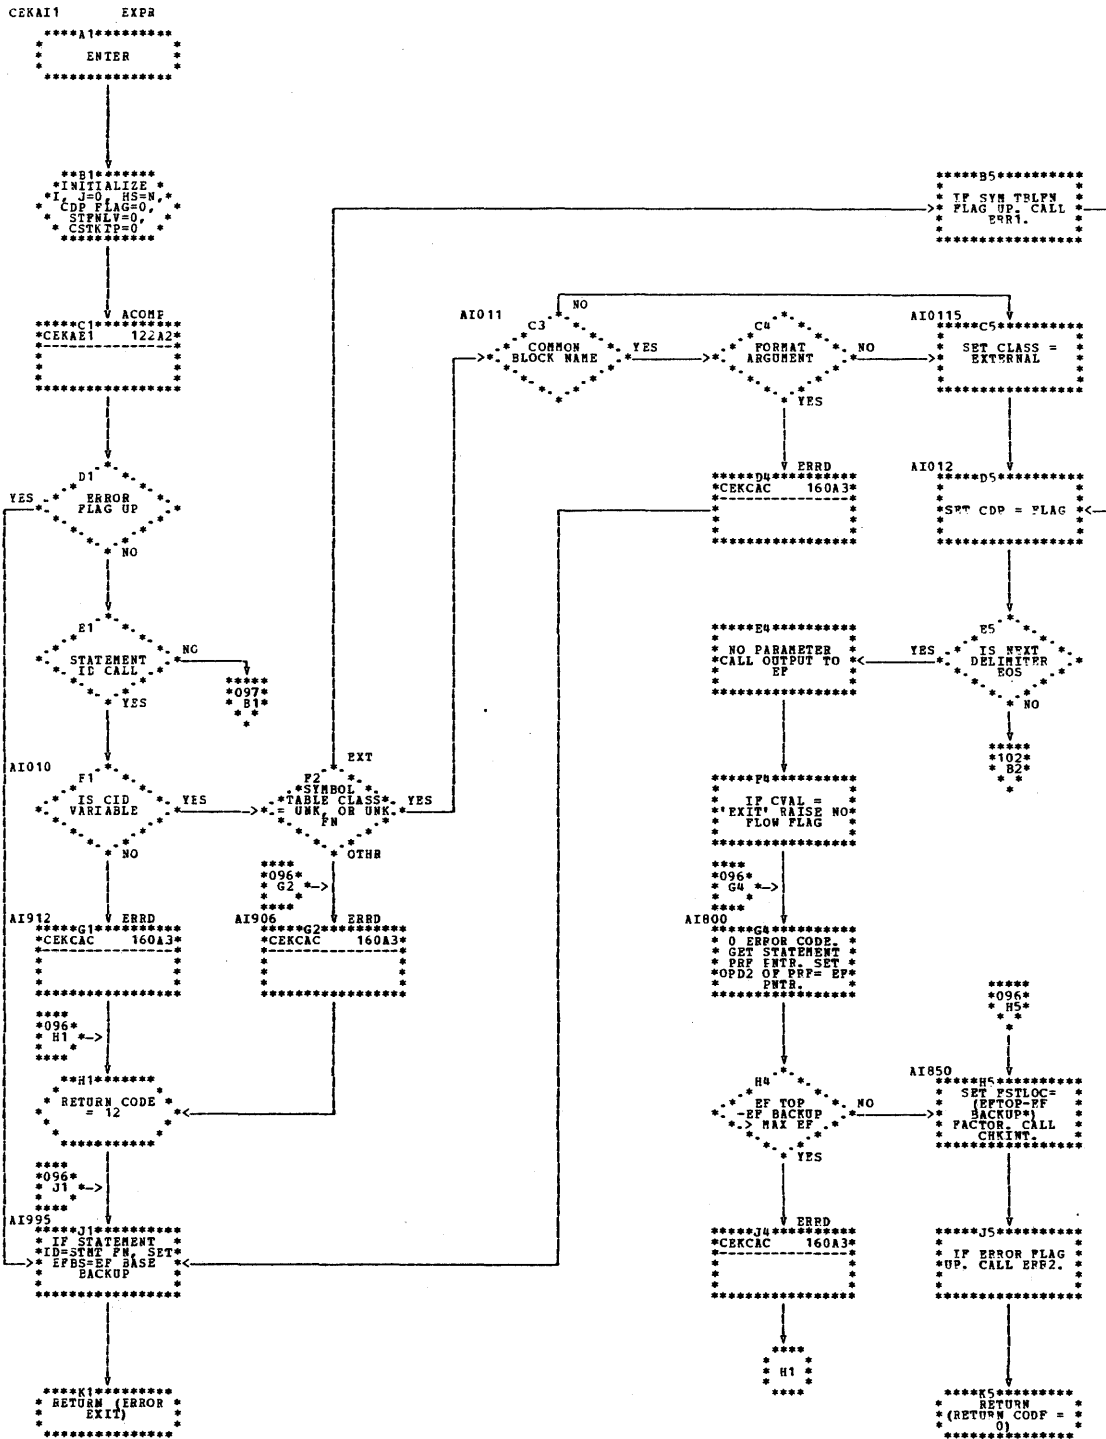 CEKAI1 EXPR
A1
ENTER
B1
INITIALIZE
I, J=0, HS=N,
CDP FLAG=0,
STFNLV=0,
CSTKTP=0
B5
IF SYM TBLFN
FLAG UP. CALL
ERR1.
ACOMP
C1
CEKAE1 122A2
AI011
C3
COMMON
BLOCK NAME
NO
YES
C4
FORMAT
ARGUMENT
NO
YES
AI0115
C5
SET CLASS =
EXTERNAL
D1
ERROR
FLAG UP
YES
NO
ERRD
D4
CEKCAC 160A3
AI012
D5
SET CDP = FLAG
E1
STATEMENT
ID CALL
NO
YES
097
B1
E4
NO PARAMETER
CALL OUTPUT TO
EF
YES
E5
IS NEXT
DELIMITER
EOS
NO
102
B2
AI010
F1
IS CID
VARIABLE
YES
NO
EXT
F2
SYMBOL
TABLE CLASS
= UNK, OR UNK
FN
YES
OTHR
F4
IF CVAL =
'EXIT' RAISE NO
FLOW FLAG
096
G2
096
G4
AI912 ERRD
G1
CEKCAC 160A3
AI906 ERRD
G2
CEKCAC 160A3
AI800
G4
0 ERROR CODE.
GET STATEMENT
PRF PNTR. SET
OPD2 OF PRF= EF
PNTR.
096
H5
096
H1
H1
RETURN CODE
= 12
H4
EF TOP
-EF BACKUP
> MAX EF
NO
YES
AI850
H5
SET PSTLOC=
(EFTOP-EF
BACKUP*)
FACTOR. CALL
CHKINT.
096
J1
AI995
J1
IF STATEMENT
ID=STMT FN, SET
EFBS=EF BASE
BACKUP
ERRD
J4
CEKCAC 160A3
J5
IF ERROR FLAG
UP. CALL ERR2.
H1
K1
RETURN (ERROR
EXIT)
K5
RETURN
(RETURN CODE =
0)